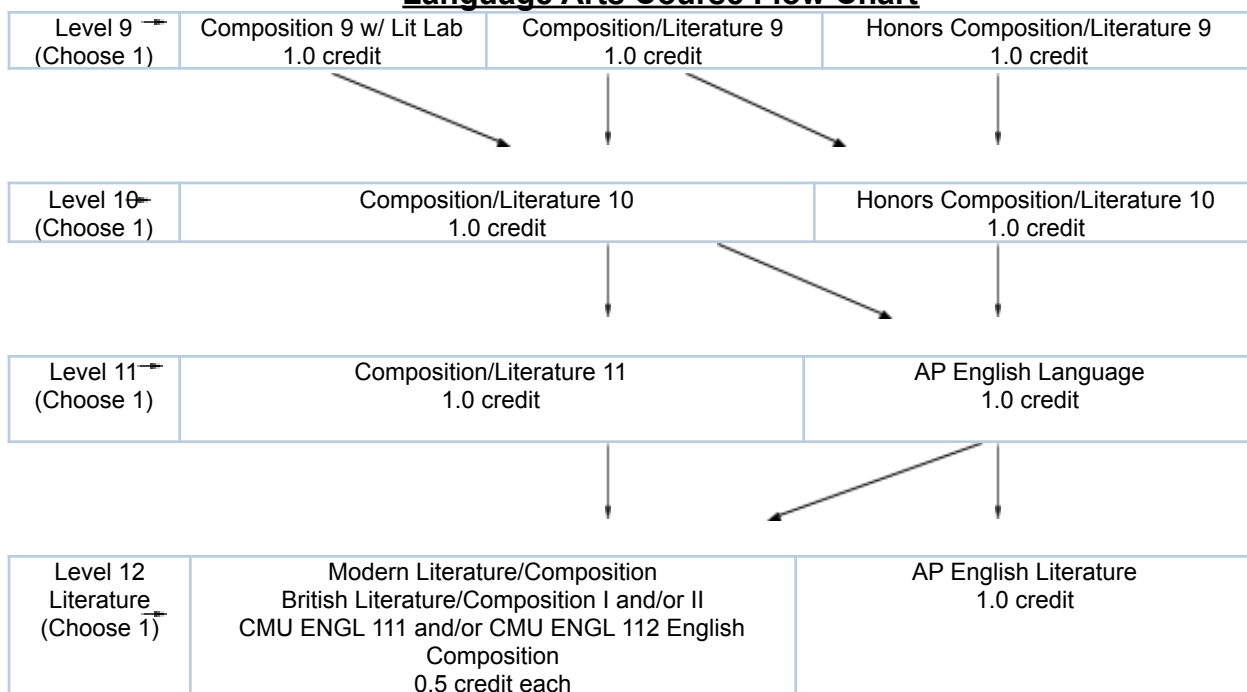 Language Arts Course Flow Chart
Level 9
(Choose 1)
Composition 9 w/ Lit Lab
1.0 credit
Composition/Literature 9
1.0 credit
Honors Composition/Literature 9
1.0 credit
Level 10
(Choose 1)
Composition/Literature 10
1.0 credit
Honors Composition/Literature 10
1.0 credit
Level 11
(Choose 1)
Composition/Literature 11
1.0 credit
AP English Language
1.0 credit
Level 12
Literature
(Choose 1)
Modern Literature/Composition
British Literature/Composition I and/or II
CMU ENGL 111 and/or CMU ENGL 112 English
Composition
0.5 credit each
AP English Literature
1.0 credit